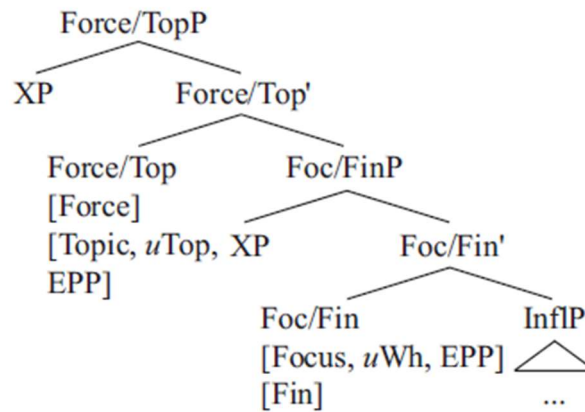 Force/TopP
XP Force/Top'
Force/Top Foc/FinP
[Force]
[Topic, uTop, XP Foc/Fin'
EPP]
Foc/Fin InflP
[Focus, uWh, EPP]
[Fin] ...